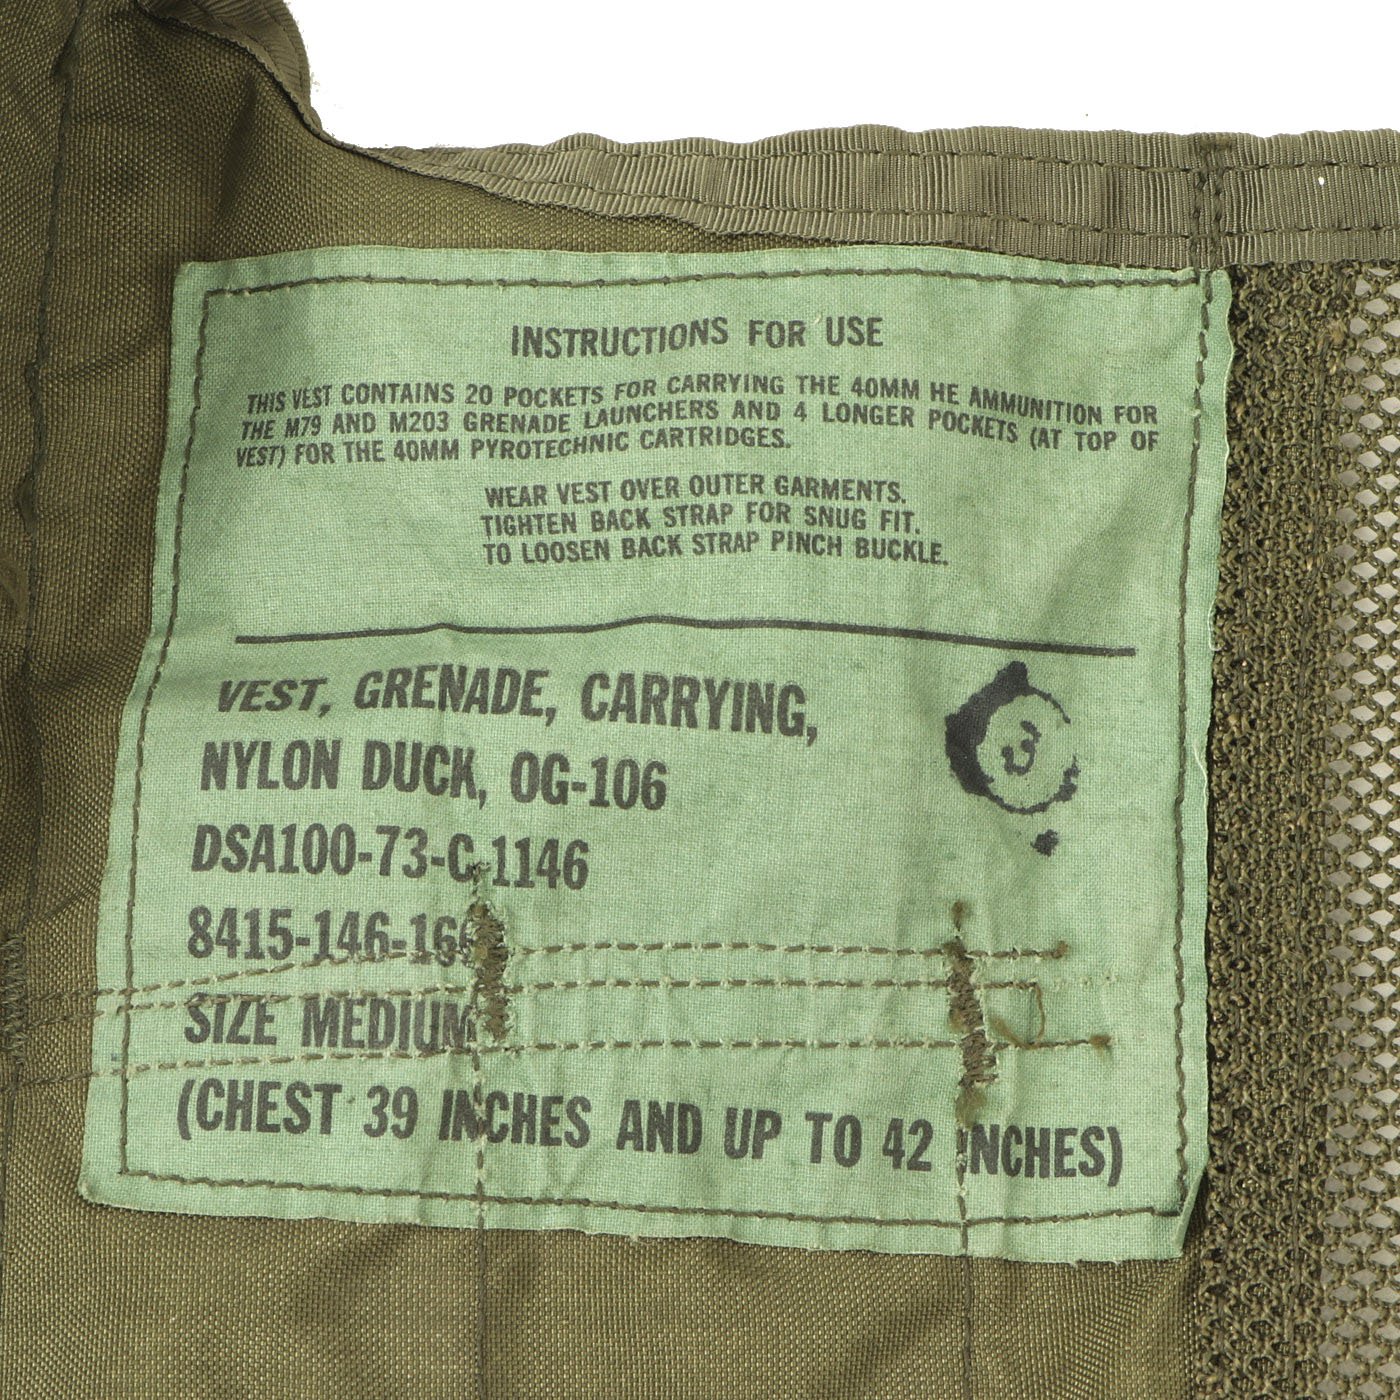 INSTRUCTIONS FOR USE
THIS VEST CONTAINS 20 POCKETS FOR CARRYING THE 40MM HE AMMUNITION FOR
THE M79 AND M203 GRENADE LAUNCHERS AND 4 LONGER POCKETS (AT TOP OF
VEST) FOR THE 40MM PYROTECHNIC CARTRIDGES.
WEAR VEST OVER OUTER GARMENTS.
TIGHTEN BACK STRAP FOR SNUG FIT.
TO LOOSEN BACK STRAP PINCH BUCKLE.
VEST, GRENADE, CARRYING,
NYLON DUCK, OG-106
3
DSA100-73-C-1146
SIZE MEDIUM
(CHEST 39 INCHES AND UP TO 42 INCHES)